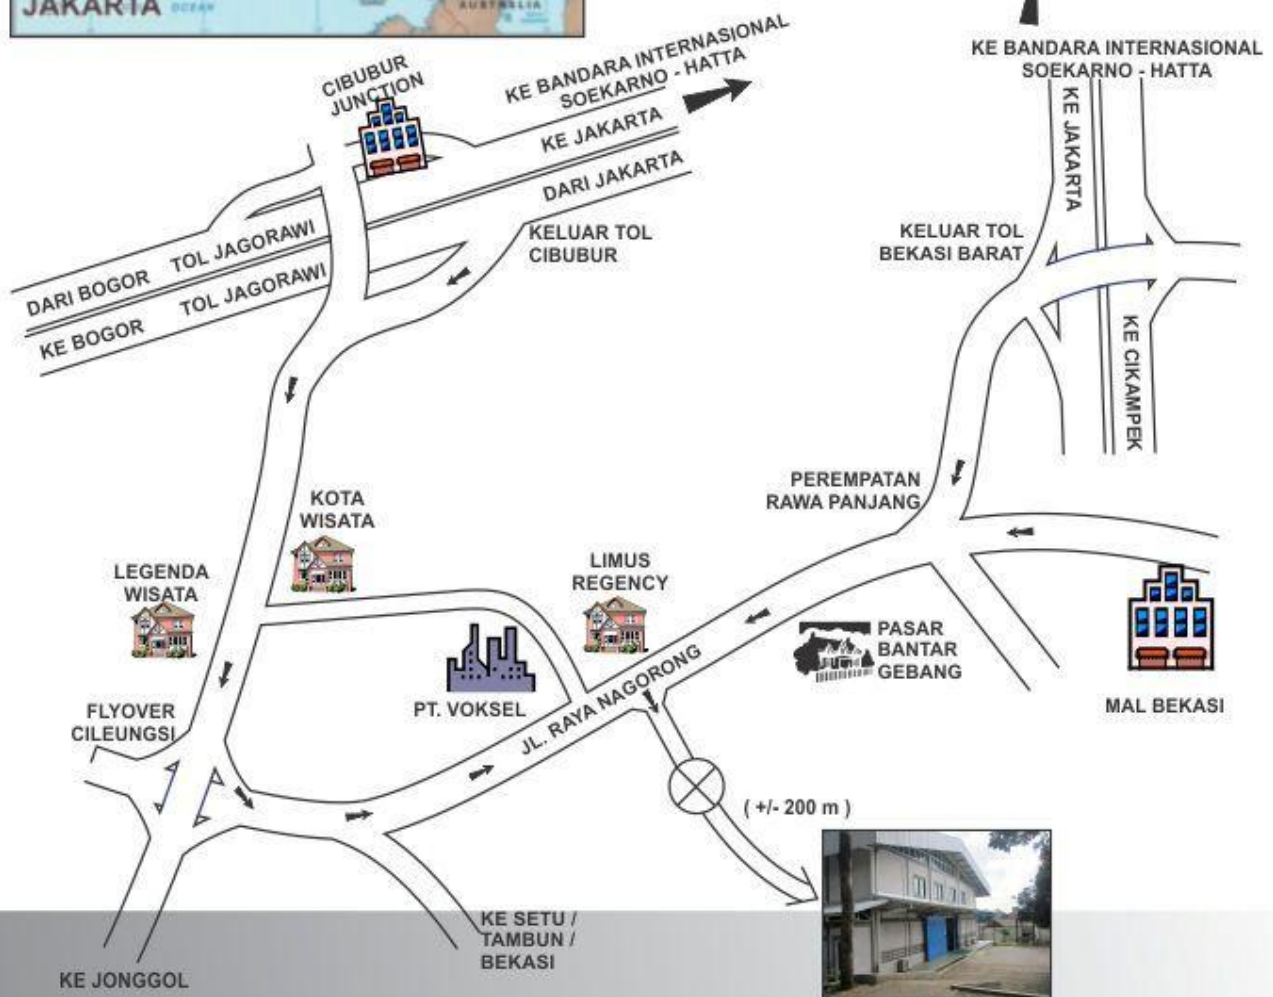 JAKARTA
OCEAN
AUSTRALIA
CIBUBUR
JUNCTION
KE BANDARA INTERNASIONAL
SOEKARNO - HATTA
KE JAKARTA
DARI JAKARTA
KELUAR TOL
CIBUBUR
DARI BOGOR
TOL JAGORAWI
KE BOGOR
TOL JAGORAWI
KE BANDARA INTERNASIONAL
SOEKARNO - HATTA
KE JAKARTA
KELUAR TOL
BEKASI BARAT
KE CIKAMPEK
PEREMPATAN
RAWA PANJANG
KOTA
WISATA
LEGENDA
WISATA
LIMUS
REGENCY
PASAR
BANTAR
GEBANG
MAL BEKASI
PT. VOKSEL
JL. RAYA NAGORONG
FLYOVER
CILEUNGSI
( +/- 200 m )
KE SETU /
TAMBUN /
BEKASI
KE JONGGOL